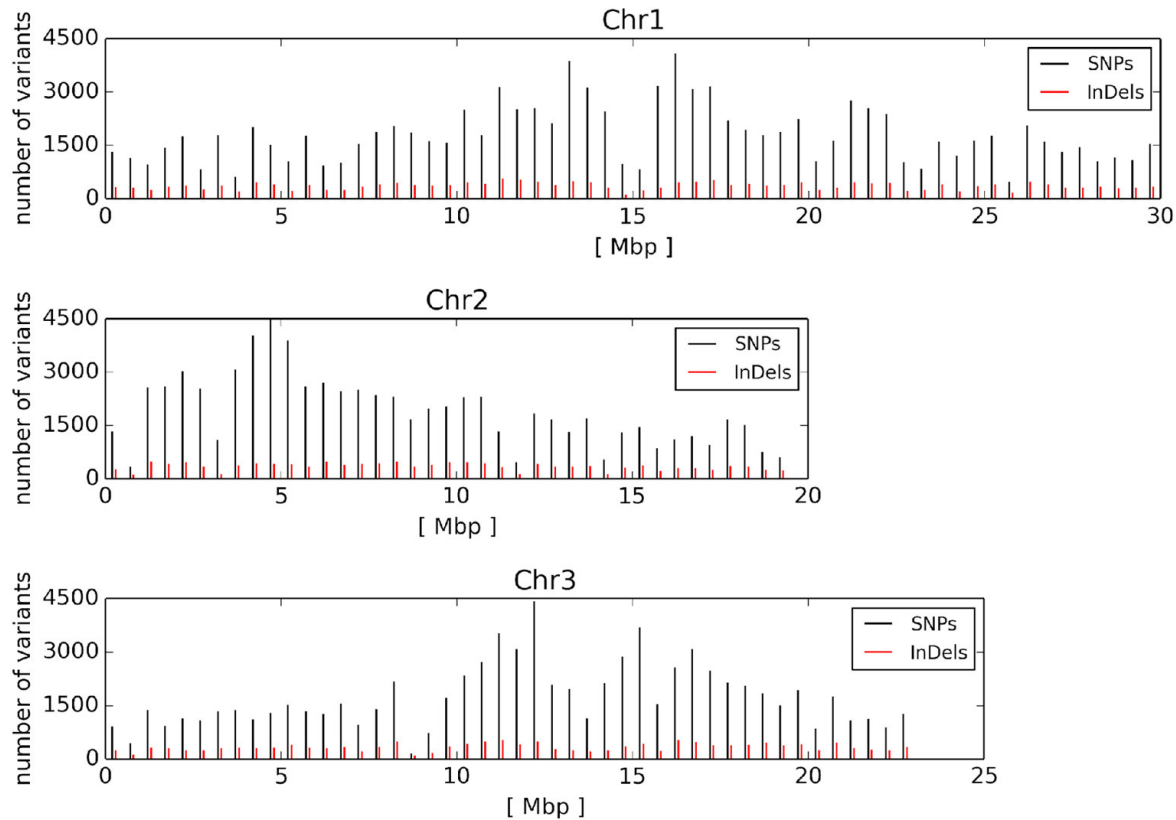 Chr1
number of variants
4500
3000
1500
0
SNPs
InDels
0 5 10 15 20 25 30
[ Mbp ]
Chr2
number of variants
4500
3000
1500
0
SNPs
InDels
0 5 10 15 20
[ Mbp ]
Chr3
number of variants
4500
3000
1500
0
SNPs
InDels
0 5 10 15 20 25
[ Mbp ]